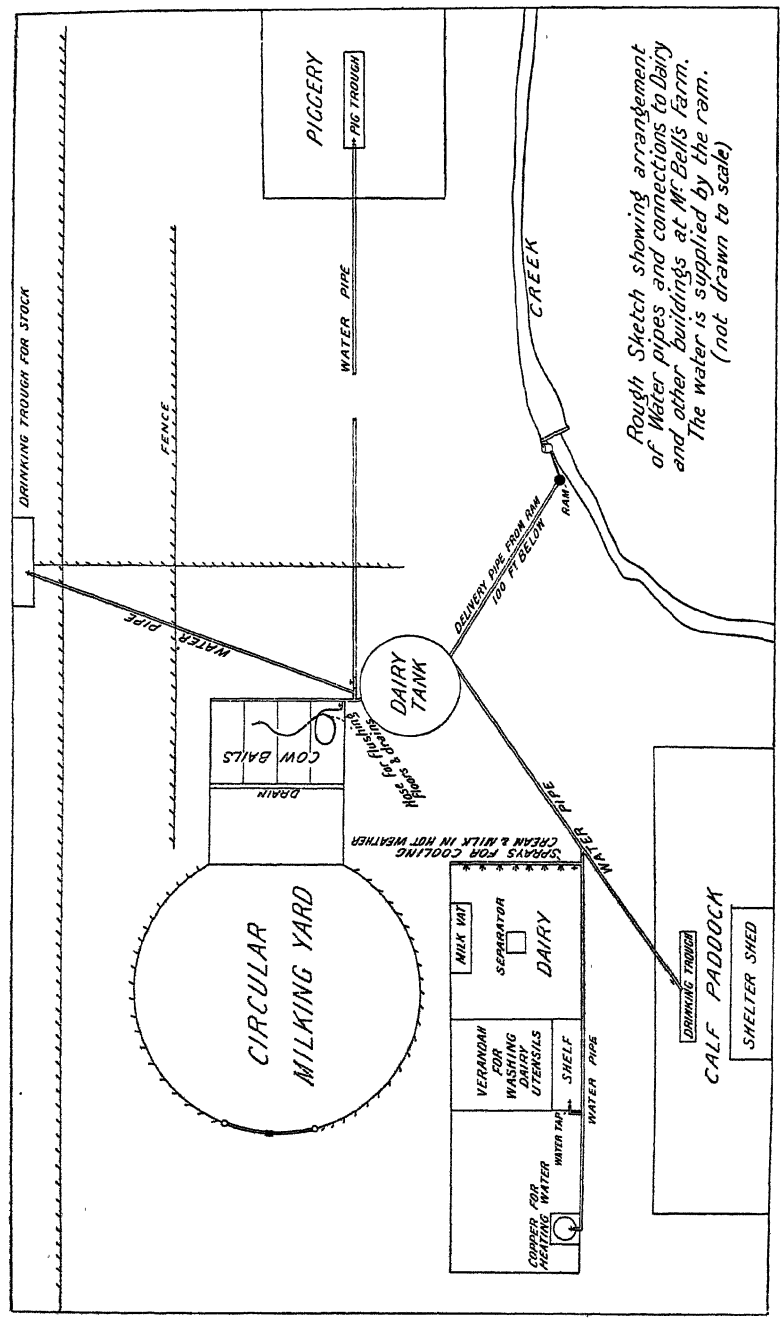 DRINKING TROUGH FOR STOCK
PIGGERY
PIG TROUGH
WATER PIPE
FENCE
WATER PIPE
CREEK
RAM.
DELIVERY PIPE FROM RAM
100 FT BELOW
DAIRY
TANK
COW BAILS
DRAIN
Hose for flushing
floors & drains
CIRCULAR
MILKING YARD
SPRAYS FOR COOLING
CREAM & MILK IN HOT WEATHER
MILK VAT
SEPARATOR
DAIRY
VERANDAH
FOR
WASHING
DAIRY
UTENSILS
SHELF
WATER TAP
WATER PIPE
COPPER FOR
HEATING WATER
WATER PIPE
DRINKING TROUGH
CALF PADDOCK
SHELTER SHED
Rough Sketch showing arrangement
of Water pipes and connections to Dairy
and other buildings at Mr Bell's Farm.
The water is supplied by the ram.
(not drawn to scale)